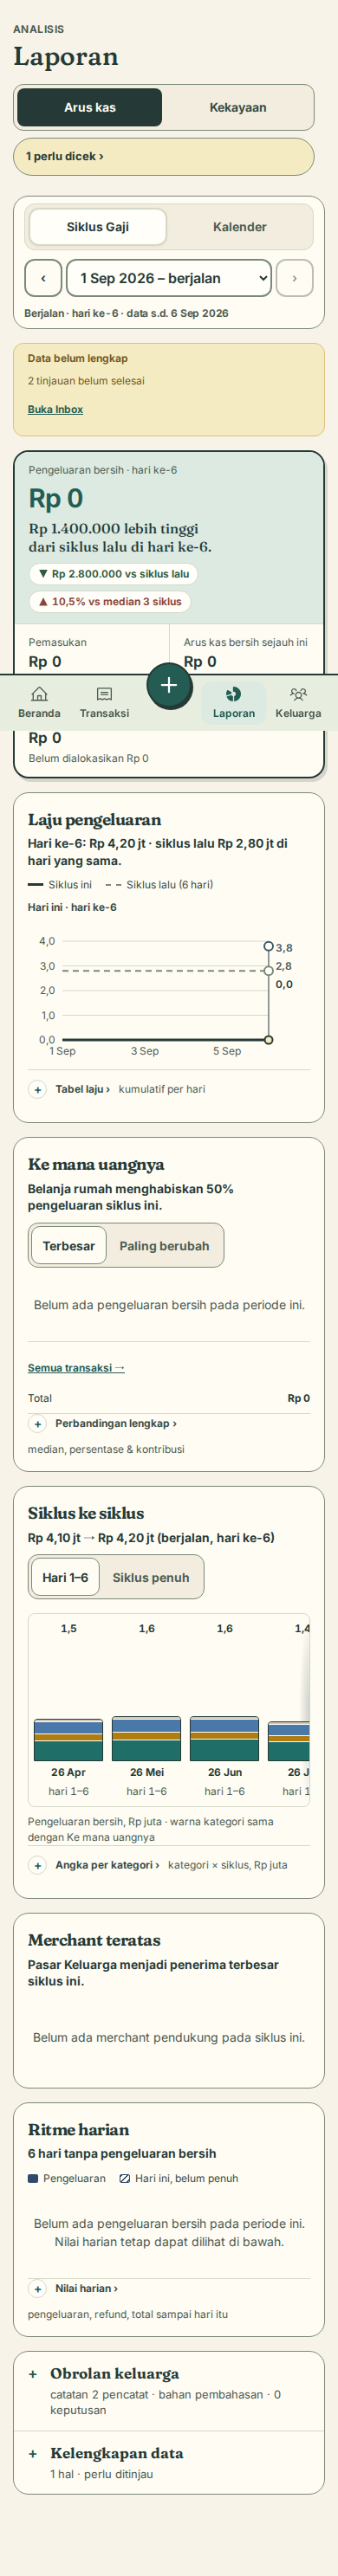 ANALISIS
Laporan
Arus kas
Kekayaan
1 perlu dicek ›
Siklus Gaji
Kalender
‹
1 Sep 2026 – berjalan
›
Berjalan · hari ke-6 · data s.d. 6 Sep 2026
Data belum lengkap
2 tinjauan belum selesai
Buka Inbox
Pengeluaran bersih · hari ke-6
Rp 0
Rp 1.400.000 lebih tinggi
dari siklus lalu di hari ke-6.
▼ Rp 2.800.000 vs siklus lalu
▲ 10,5% vs median 3 siklus
Pemasukan
Rp 0
Arus kas bersih sejauh ini
Rp 0
+
Beranda
Transaksi
Laporan
Keluarga
Rp 0
Belum dialokasikan Rp 0
Laju pengeluaran
Hari ke-6: Rp 4,20 jt · siklus lalu Rp 2,80 jt di
hari yang sama.
Siklus ini
Siklus lalu (6 hari)
Hari ini · hari ke-6
4,0
3,0
2,0
1,0
0,0
3,8
2,8
0,0
1 Sep
3 Sep
5 Sep
+ Tabel laju › kumulatif per hari
Ke mana uangnya
Belanja rumah menghabiskan 50%
pengeluaran siklus ini.
Terbesar
Paling berubah
Belum ada pengeluaran bersih pada periode ini.
Semua transaksi →
Total
Rp 0
+ Perbandingan lengkap ›
median, persentase & kontribusi
Siklus ke siklus
Rp 4,10 jt → Rp 4,20 jt (berjalan, hari ke-6)
Hari 1–6
Siklus penuh
1,5
1,6
1,6
1,4
26 Apr
26 Mei
26 Jun
26 J
hari 1–6
hari 1–6
hari 1–6
hari 1
Pengeluaran bersih, Rp juta · warna kategori sama
dengan Ke mana uangnya
+ Angka per kategori › kategori × siklus, Rp juta
Merchant teratas
Pasar Keluarga menjadi penerima terbesar
siklus ini.
Belum ada merchant pendukung pada siklus ini.
Ritme harian
6 hari tanpa pengeluaran bersih
Pengeluaran
Hari ini, belum penuh
Belum ada pengeluaran bersih pada periode ini.
Nilai harian tetap dapat dilihat di bawah.
+ Nilai harian ›
pengeluaran, refund, total sampai hari itu
+ Obrolan keluarga
catatan 2 pencatat · bahan pembahasan · 0
keputusan
+ Kelengkapan data
1 hal · perlu ditinjau